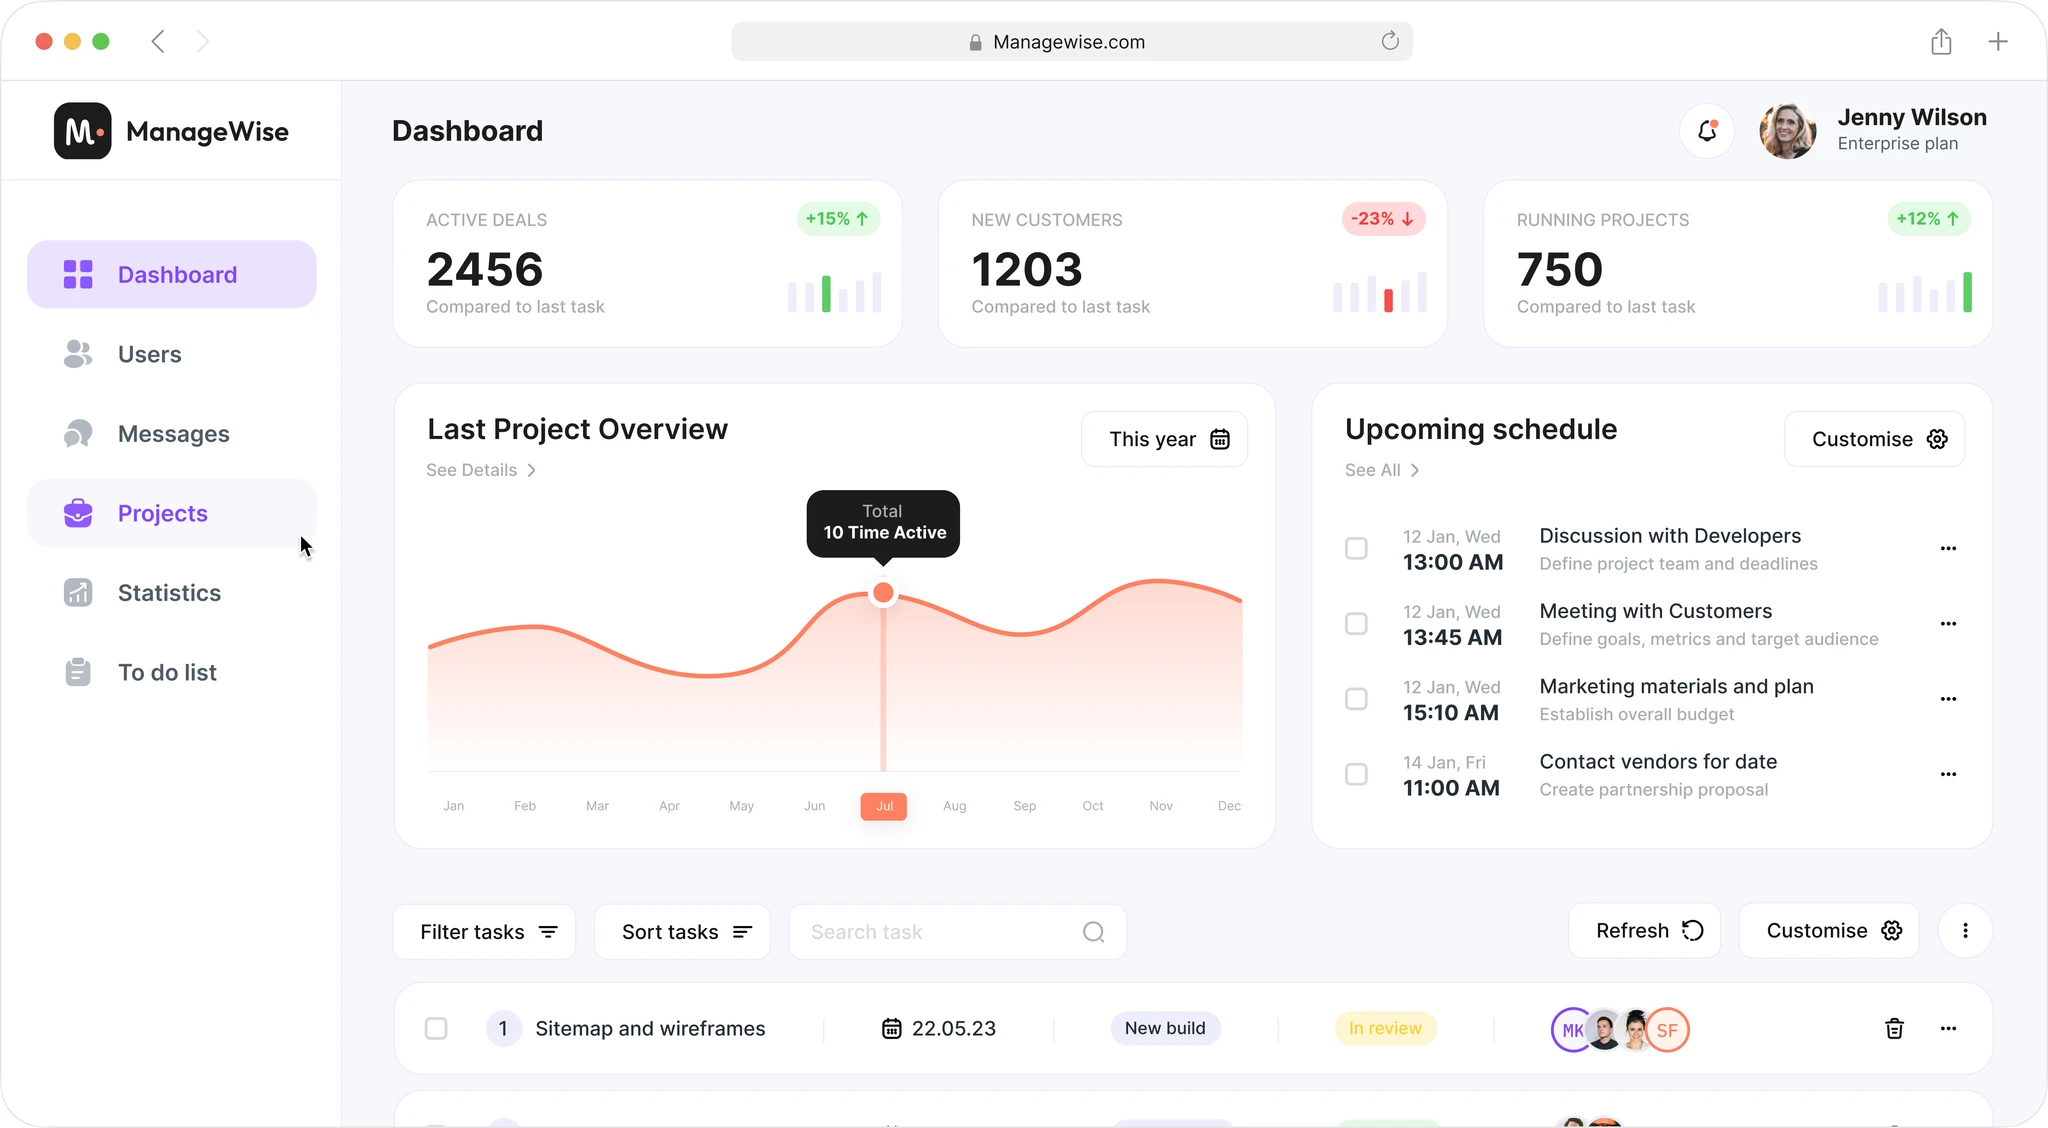 Managewise.com
M.
ManageWise
Dashboard
Users
Messages
Projects
Statistics
To do list
Dashboard
Jenny Wilson
Enterprise plan
ACTIVE DEALS
+15% ↑
2456
Compared to last task
NEW CUSTOMERS
-23% ↓
1203
Compared to last task
RUNNING PROJECTS
+12% ↑
750
Compared to last task
Last Project Overview
See Details
This year
Total
10 Time Active
Jan Feb Mar Apr May Jun Jul Aug Sep Oct Nov Dec
Upcoming schedule
See All
Customise
12 Jan, Wed
13:00 AM
Discussion with Developers
Define project team and deadlines
12 Jan, Wed
13:45 AM
Meeting with Customers
Define goals, metrics and target audience
12 Jan, Wed
15:10 AM
Marketing materials and plan
Establish overall budget
14 Jan, Fri
11:00 AM
Contact vendors for date
Create partnership proposal
Filter tasks
Sort tasks
Search task
Refresh
Customise
1 Sitemap and wireframes 22.05.23 New build In review MK SF